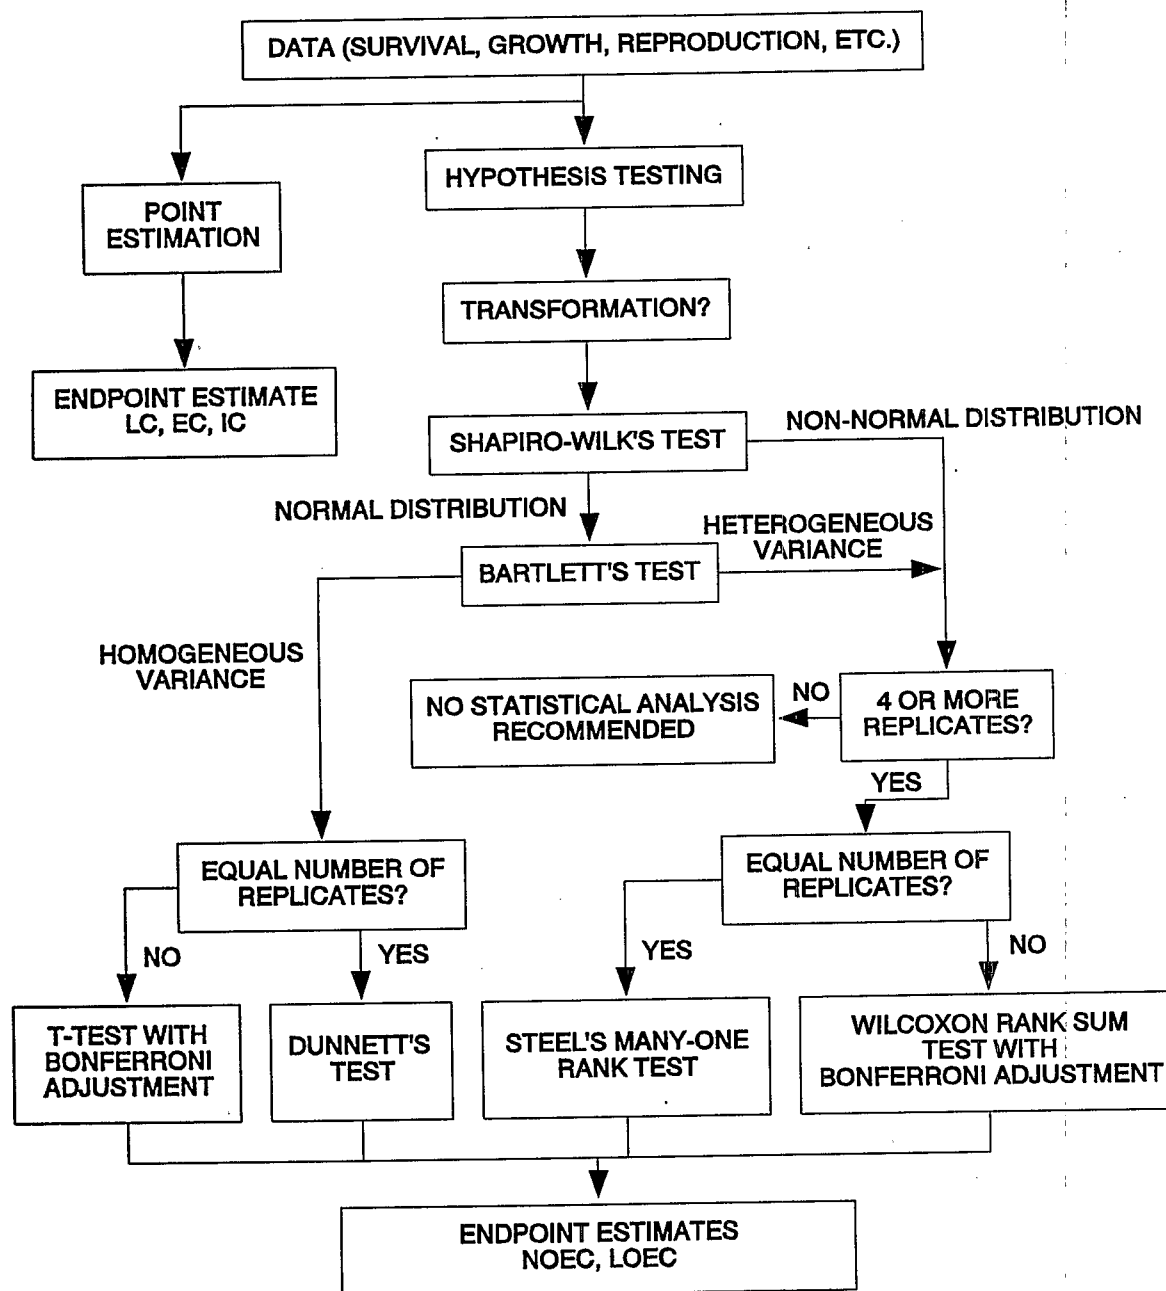 DATA (SURVIVAL, GROWTH, REPRODUCTION, ETC.)
HYPOTHESIS TESTING
POINT
ESTIMATION
TRANSFORMATION?
ENDPOINT ESTIMATE
LC, EC, IC
SHAPIRO-WILK'S TEST
NON-NORMAL DISTRIBUTION
NORMAL DISTRIBUTION
HETEROGENEOUS
VARIANCE
BARTLETT'S TEST
HOMOGENEOUS
VARIANCE
NO STATISTICAL ANALYSIS
RECOMMENDED
NO
4 OR MORE
REPLICATES?
YES
EQUAL NUMBER OF
REPLICATES?
EQUAL NUMBER OF
REPLICATES?
NO
YES
YES
NO
T-TEST WITH
BONFERRONI
ADJUSTMENT
DUNNETT'S
TEST
STEEL'S MANY-ONE
RANK TEST
WILCOXON RANK SUM
TEST WITH
BONFERRONI ADJUSTMENT
ENDPOINT ESTIMATES
NOEC, LOEC